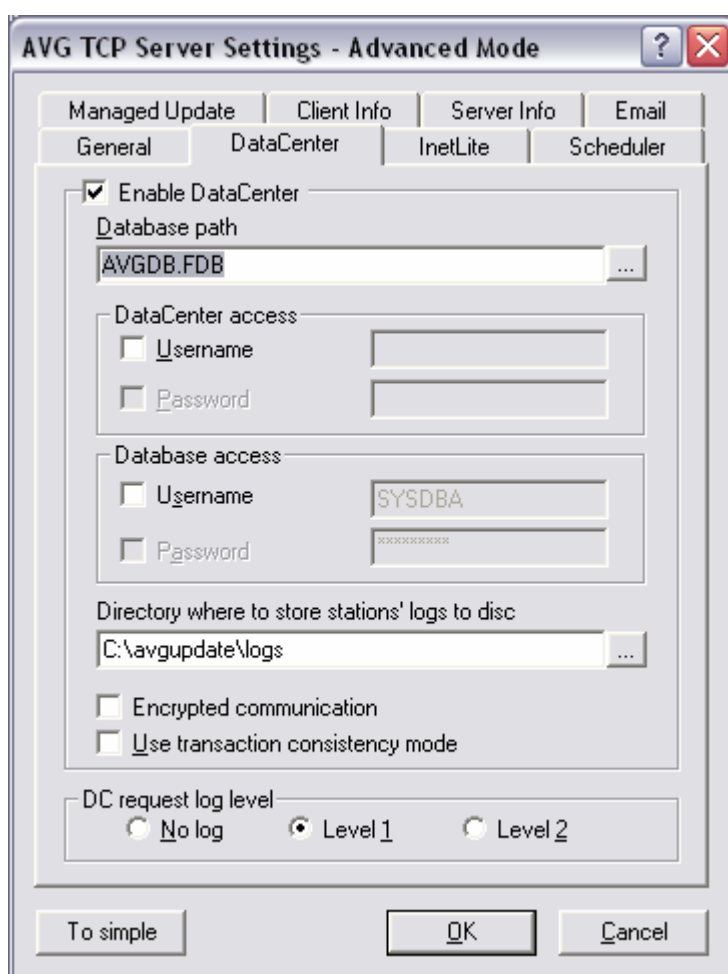 AVG TCP Server Settings - Advanced Mode
Managed Update Client Info Server Info Email
General DataCenter InetLite Scheduler
Enable DataCenter
Database path
AVGDB.FDB ...
DataCenter access
Username
Password
Database access
Username SYSDBA
Password *********
Directory where to store stations' logs to disc
C:\avgupdate\logs ...
Encrypted communication
Use transaction consistency mode
DC request log level
No log Level 1 Level 2
To simple OK Cancel